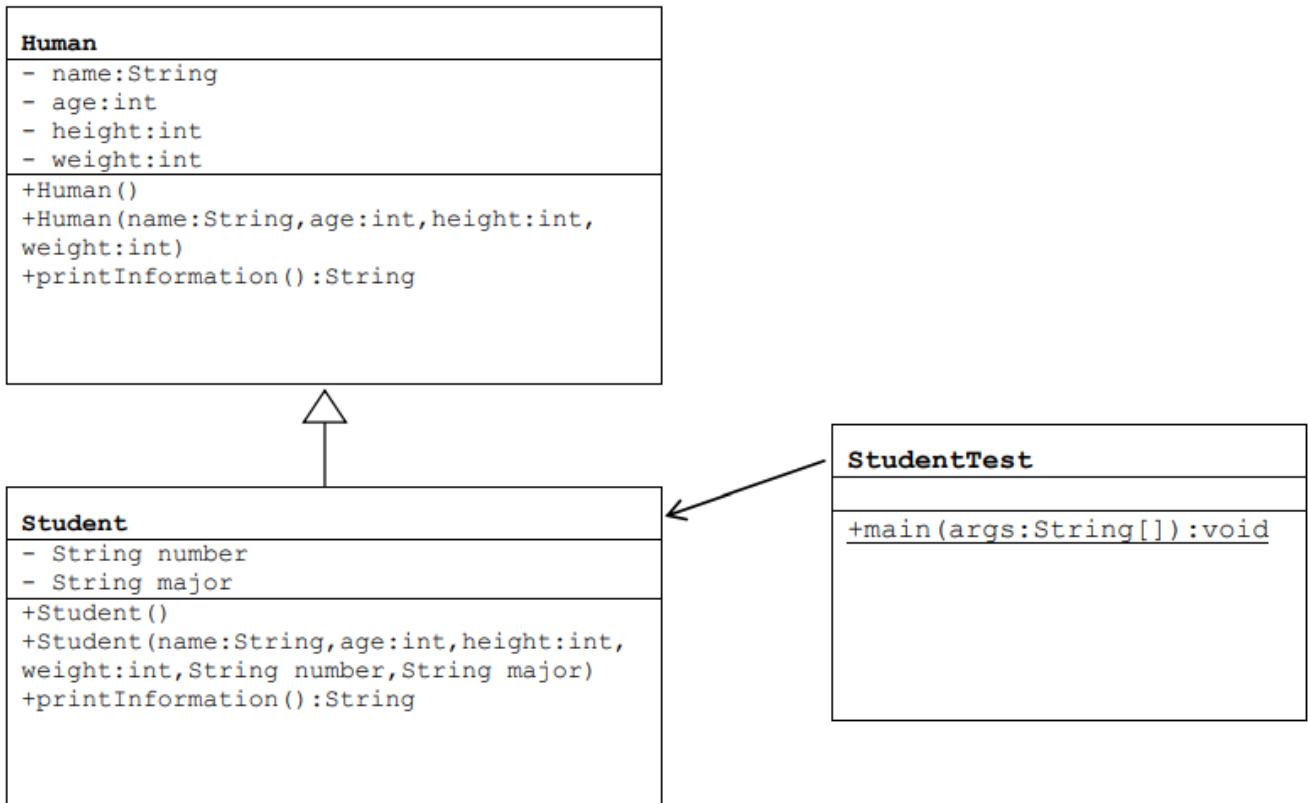 Human
- name:String
- age:int
- height:int
- weight:int
+Human()
+Human(name:String,age:int,height:int,
weight:int)
+printInformation():String
Student
- String number
- String major
+Student()
+Student(name:String,age:int,height:int,
weight:int,String number,String major)
+printInformation():String
StudentTest
+main(args:String[]):void